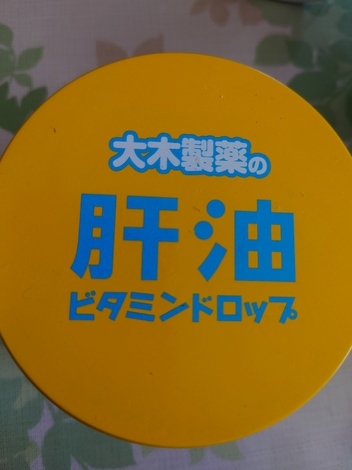 大木製薬の
肝油
ビタミンドロップ